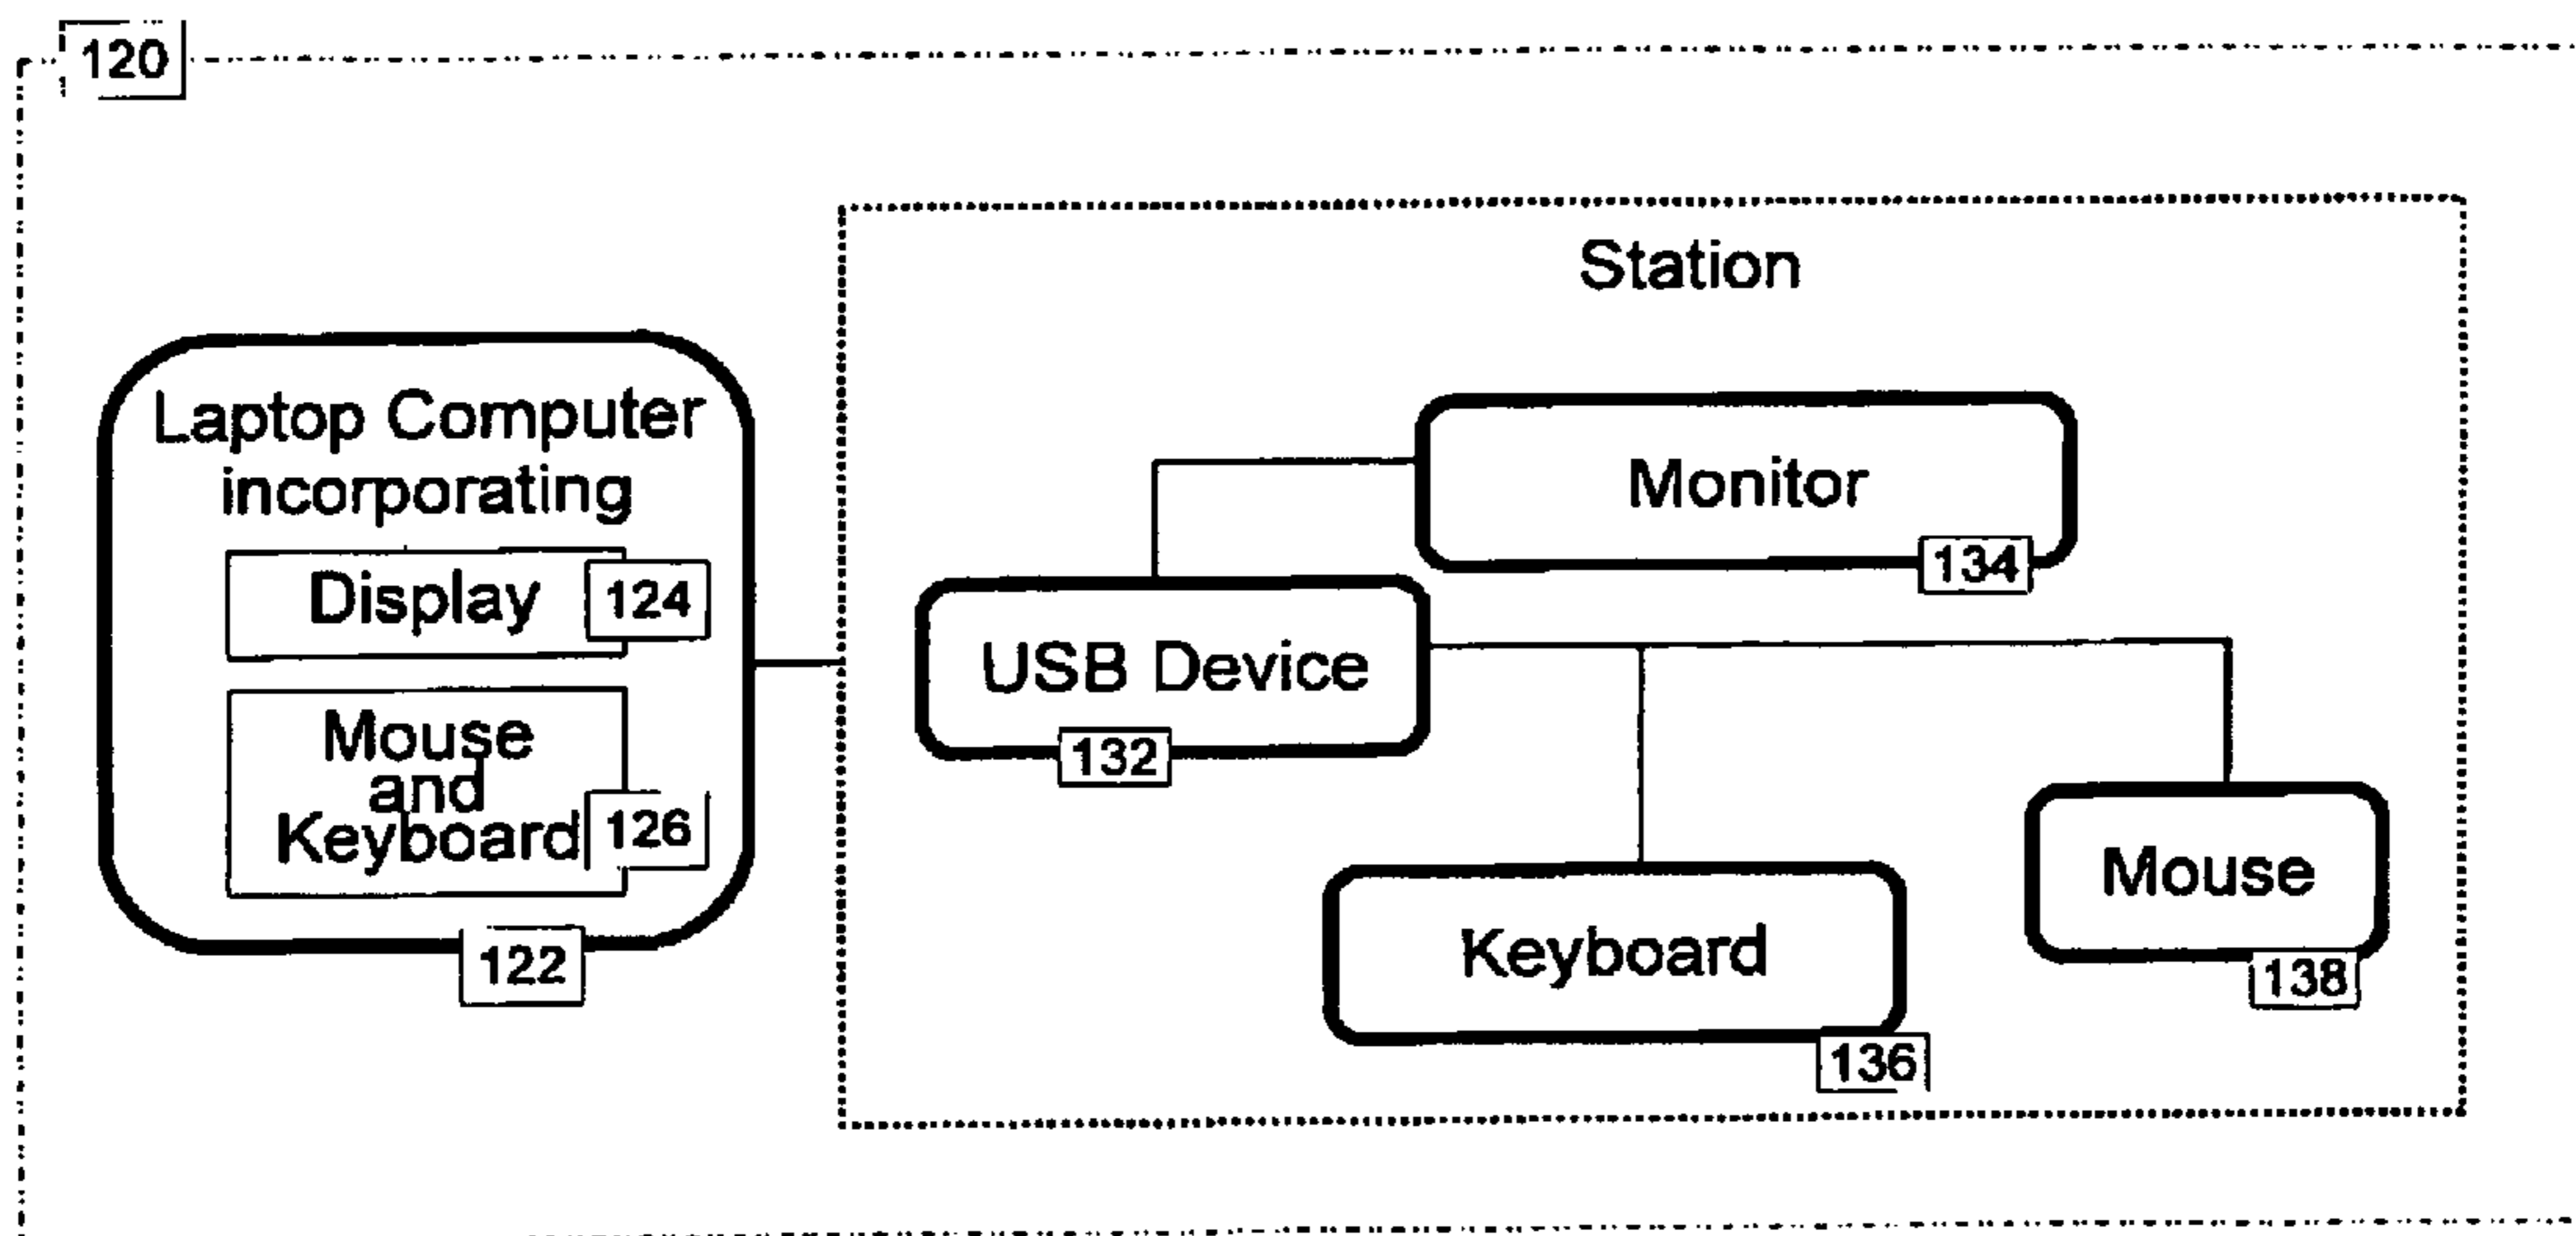 120
Station
Laptop Computer
incorporating
Display
124
Mouse
and
Keyboard
126
122
Monitor
134
USB Device
132
Keyboard
136
Mouse
138